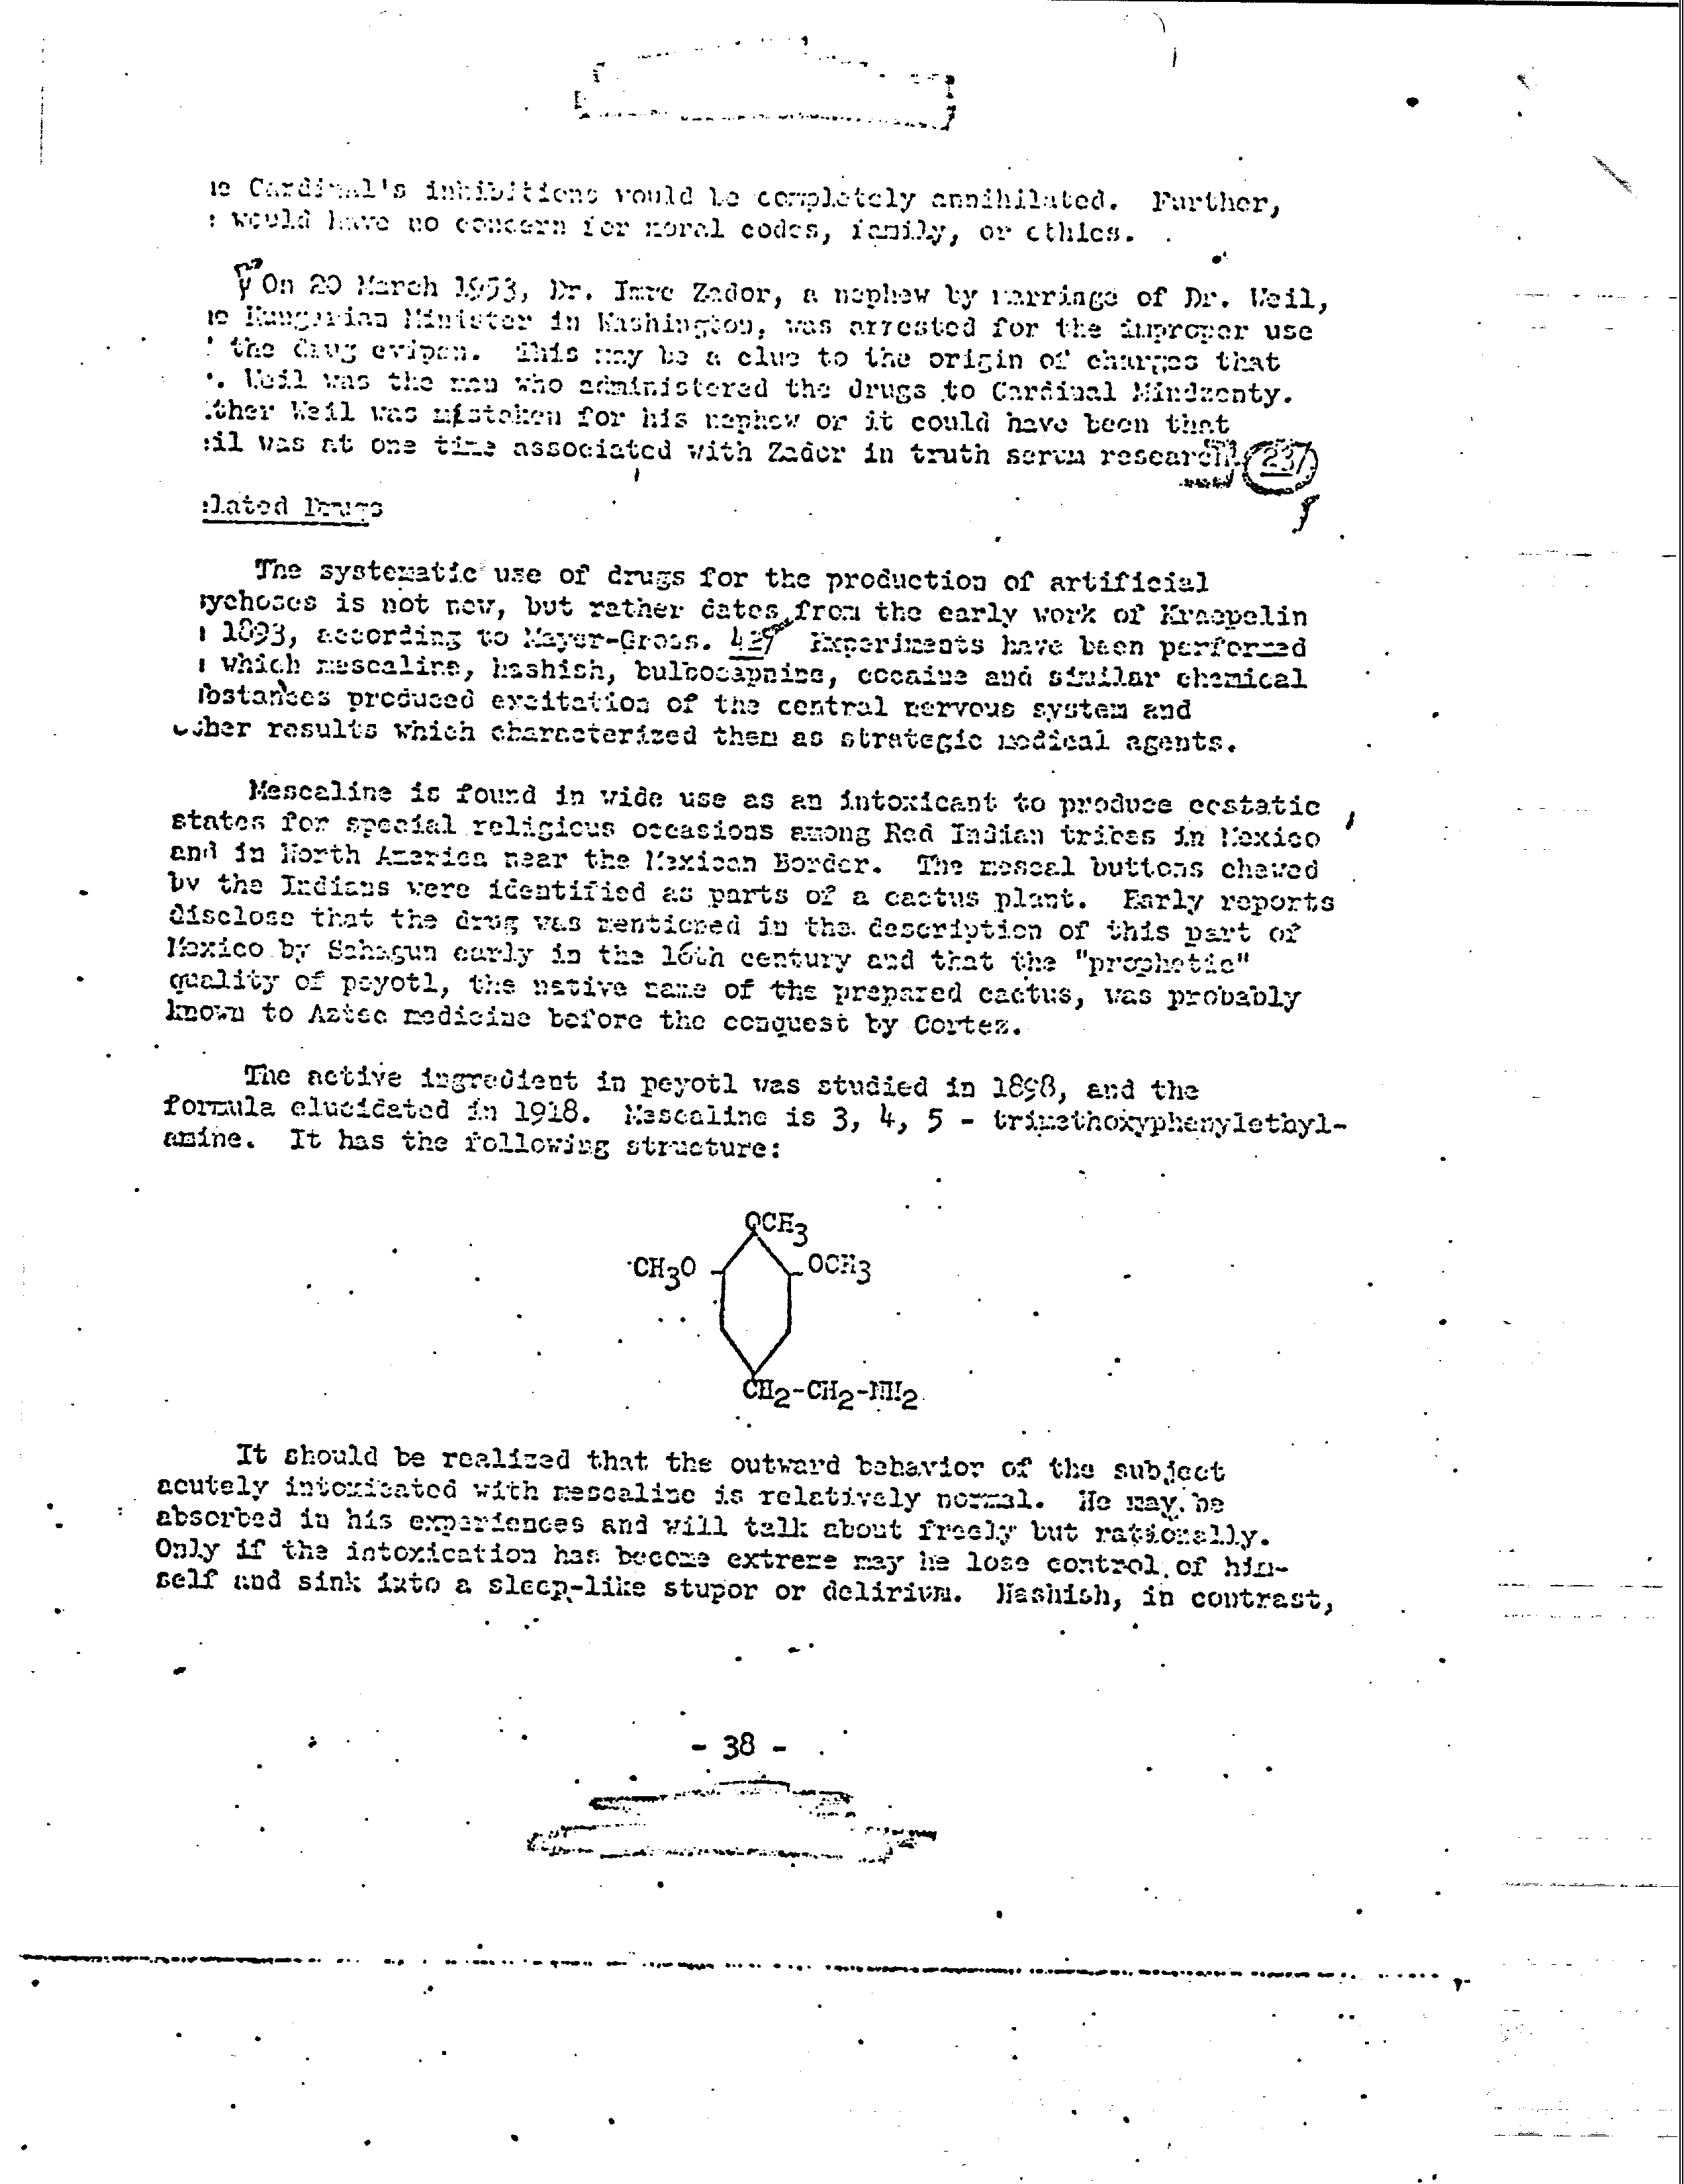 Cardinal's inhibitions would be completely annihilated. Further,
would have no concern for moral codes, family, or ethics.
On 20 March 1953, Dr. Imre Zador, a nephew by marriage of Dr. Weil,
Hungarian Minister in Washington, was arrested for the improper use
the drug evipan. This may be a clue to the origin of charges that
Weil was the man who administered the drugs to Cardinal Mindzenty.
ither Weil was mistaken for his nephew or it could have been that
eil was at one time associated with Zador in truth serum research. 237
elated Drugs
The systematic use of drugs for the production of artificial
sychoses is not new, but rather dates from the early work of Kraepelin
1893, according to Mayer-Gross. 429 Experiments have been performed
which mescaline, hashish, bulbocapnine, cocaine and similar chemical
bstances produced excitation of the central nervous system and
other results which characterized them as strategic medical agents.
Mescaline is found in wide use as an intoxicant to produce ecstatic
states for special religious occasions among Red Indian tribes in Mexico
and in North America near the Mexican Border. The mescal buttons chewed
by the Indians were identified as parts of a cactus plant. Early reports
disclose that the drug was mentioned in the description of this part of
Mexico by Sahagun early in the 16th century and that the "prophetic"
quality of peyotl, the native name of the prepared cactus, was probably
known to Aztec medicine before the conquest by Cortez.
The active ingredient in peyotl was studied in 1898, and the
formula elucidated in 1918. Mescaline is 3, 4, 5 - trimethoxyphenylethyl-
amine. It has the following structure:
OCH3
CH3O OCH3
CH2-CH2-NH2
It should be realized that the outward behavior of the subject
acutely intoxicated with mescaline is relatively normal. He may be
absorbed in his experiences and will talk about freely but rationally.
Only if the intoxication has become extreme may he lose control of him-
self and sink into a sleep-like stupor or delirium. Hashish, in contrast,
- 38 -